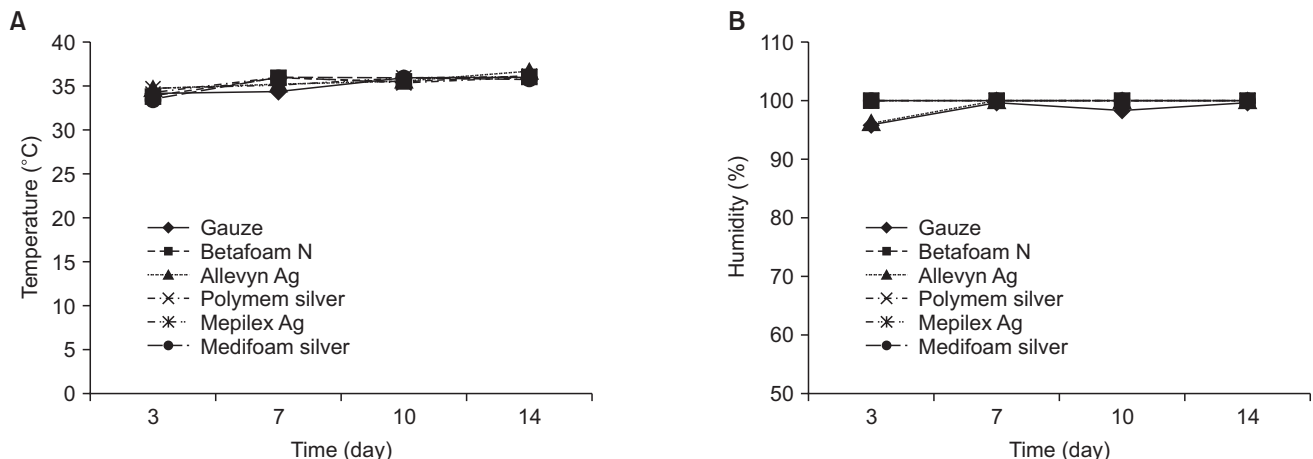 A
Temperature (°C)
40
35
30
25
20
15
10
5
0
Gauze
Betafoam N
Allevyn Ag
Polymem silver
Mepilex Ag
Medifoam silver
3 7 10 14
Time (day)
B
Humidity (%)
110
100
90
80
70
60
50
Gauze
Betafoam N
Allevyn Ag
Polymem silver
Mepilex Ag
Medifoam silver
3 7 10 14
Time (day)